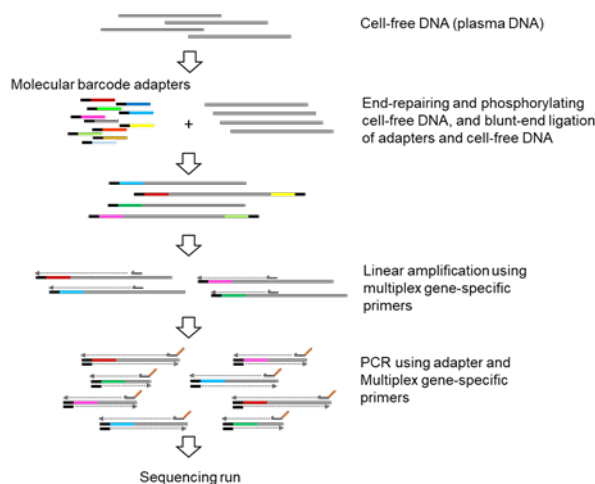 Cell-free DNA (plasma DNA)
Molecular barcode adapters
+
End-repairing and phosphorylating
cell-free DNA, and blunt-end ligation
of adapters and cell-free DNA
Linear amplification using
multiplex gene-specific
primers
PCR using adapter and
Multiplex gene-specific
primers
Sequencing run